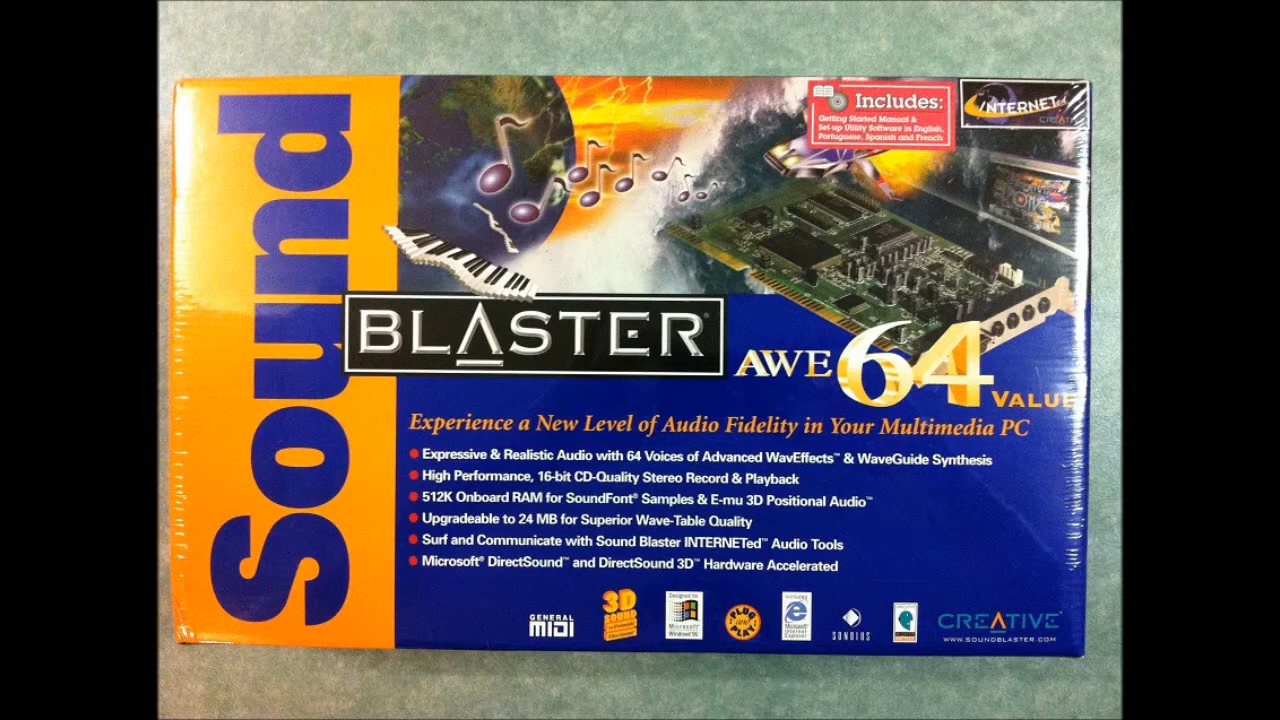 Sound
BLASTER®
AWE 64
VALUE
Includes:
Getting Started Manual &
Set-up Utility Software in English,
Portuguese, Spanish and French
INTERNETed
CREAT
Experience a New Level of Audio Fidelity in Your Multimedia PC
Expressive & Realistic Audio with 64 Voices of Advanced WavEffects™ & WaveGuide Synthesis
High Performance, 16-bit CD-Quality Stereo Record & Playback
512K Onboard RAM for SoundFont® Samples & E-mu 3D Positional Audio™
Upgradeable to 24 MB for Superior Wave-Table Quality
Surf and Communicate with Sound Blaster INTERNETed™ Audio Tools
Microsoft® DirectSound™ and DirectSound 3D™ Hardware Accelerated
GENERAL
MIDI
3D
SOUND
Designed for
Microsoft®
Windows®95
PLUG
and
PLAY
Microsoft
Internet
Explorer
SONDIUS
CREATIVE®
WWW.SOUNDBLASTER.COM